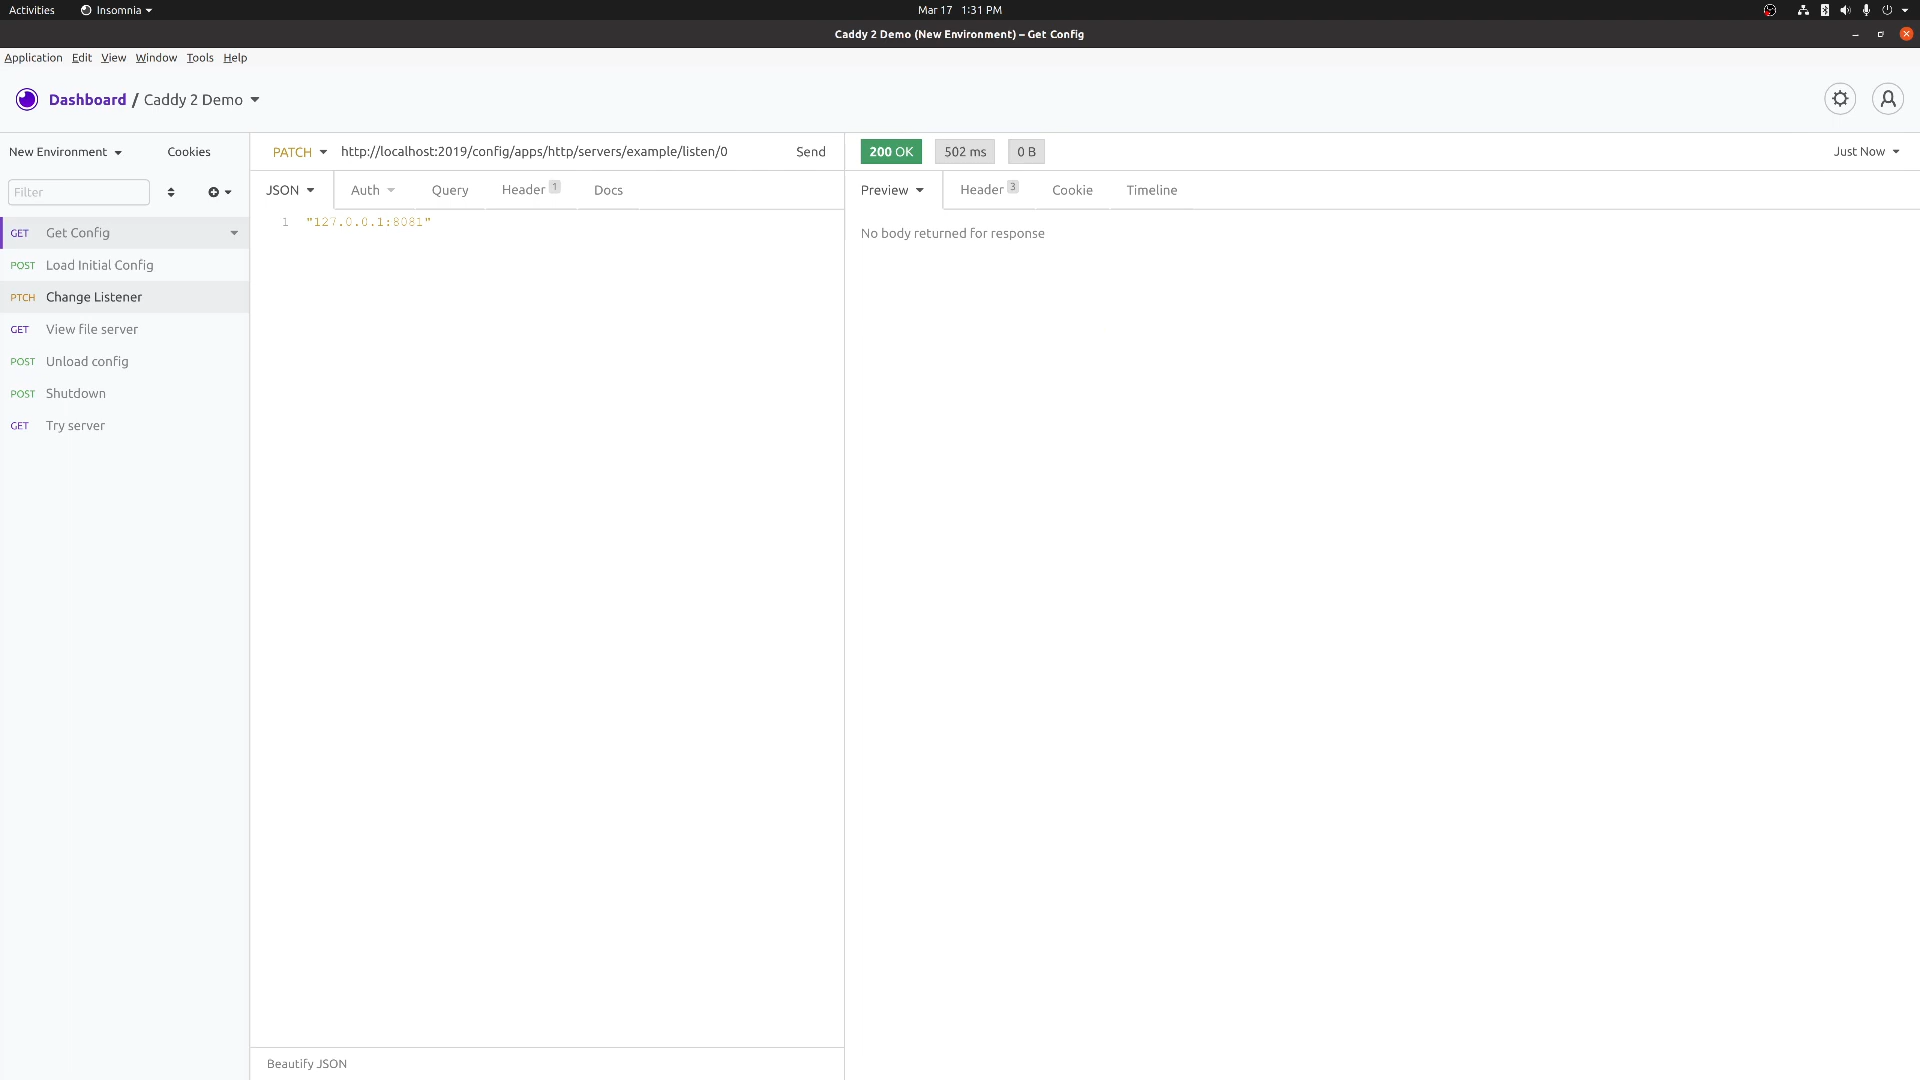 Activities
Insomnia
Mar 17 1:31 PM
Caddy 2 Demo (New Environment) – Get Config
Application Edit View Window Tools Help
Dashboard / Caddy 2 Demo
New Environment
Cookies
Filter
GET Get Config
POST Load Initial Config
PTCH Change Listener
GET View file server
POST Unload config
POST Shutdown
GET Try server
PATCH http://localhost:2019/config/apps/http/servers/example/listen/0 Send
JSON Auth Query Header 1 Docs
1 "127.0.0.1:8081"
Beautify JSON
200 OK 502 ms 0 B Just Now
Preview Header 3 Cookie Timeline
No body returned for response